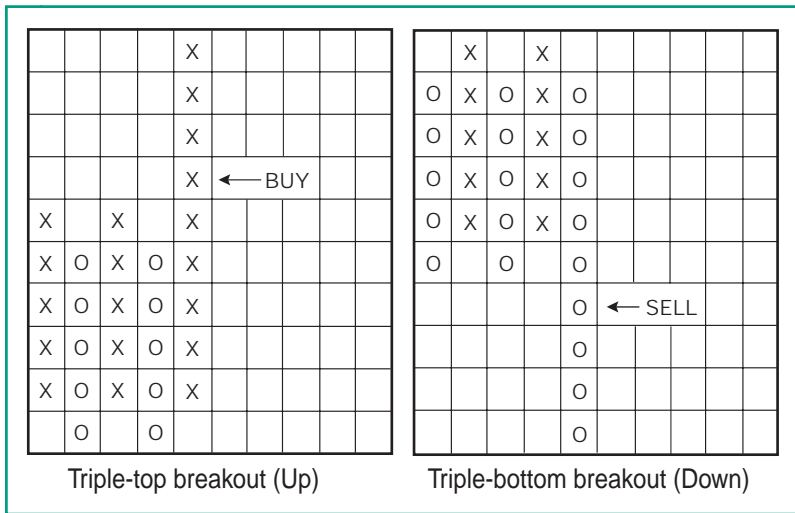 X
X
X
X BUY
X X X
X O X O X
X O X O X
X O X O X
X O X O X
O O
Triple-top breakout (Up)
X X
O X O X O
O X O X O
O X O X O
O X O X O
O O O
O SELL
O
O
O
Triple-bottom breakout (Down)